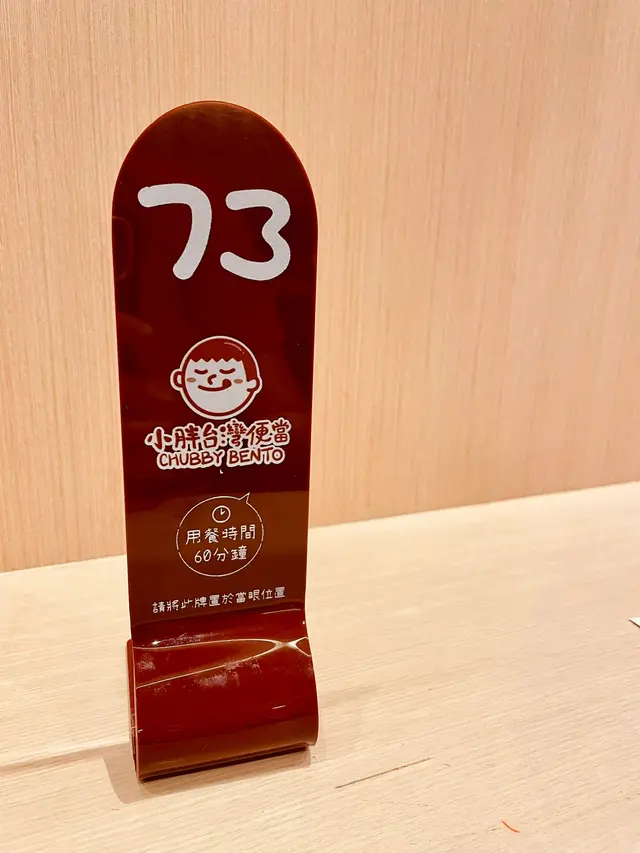 73
小胖台灣便當
CHUBBY BENTO
用餐時間
60分鐘
請將此牌置於當眼位置